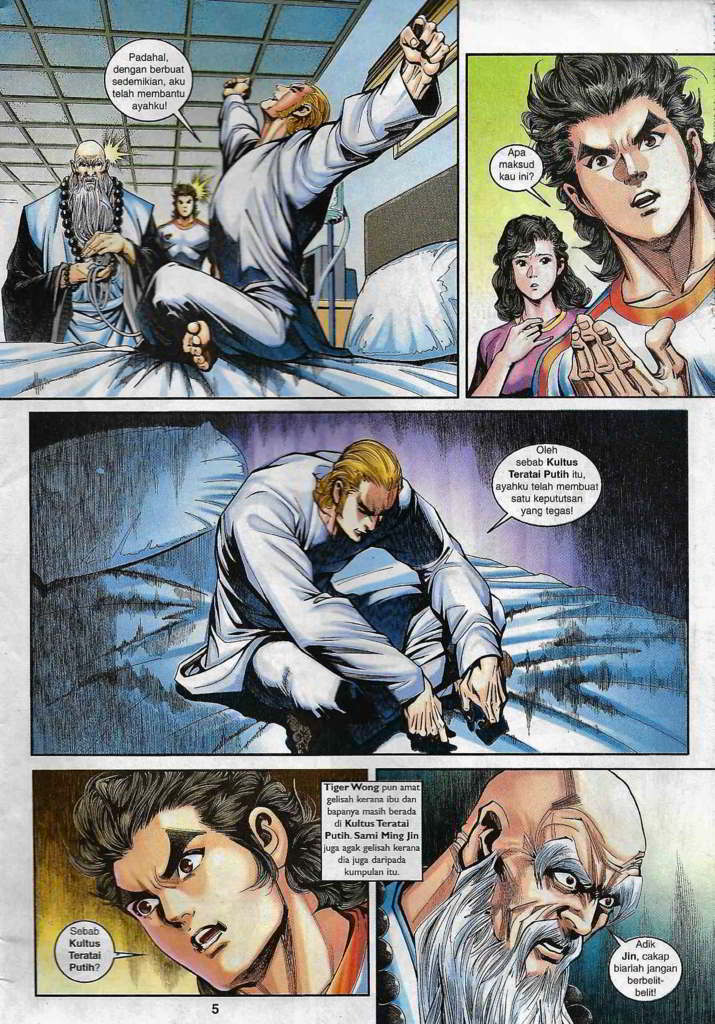 Padahal,
dengan berbuat
sedemikian, aku
telah membantu
ayahku!
Apa
maksud
kau ini?
Oleh
sebab Kultus
Teratai Putih itu,
ayahku telah membuat
satu kepututsan
yang tegas!
Tiger Wong pun amat
gelisah kerana ibu dan
bapanya masih berada
di Kultus Teratai
Putih. Sami Ming Jin
juga agak gelisah kerana
dia juga daripada
kumpulan itu.
Sebab
Kultus
Teratai
Putih?
Adik
Jin, cakap
biarlah jangan
berbelit-
belit!
5